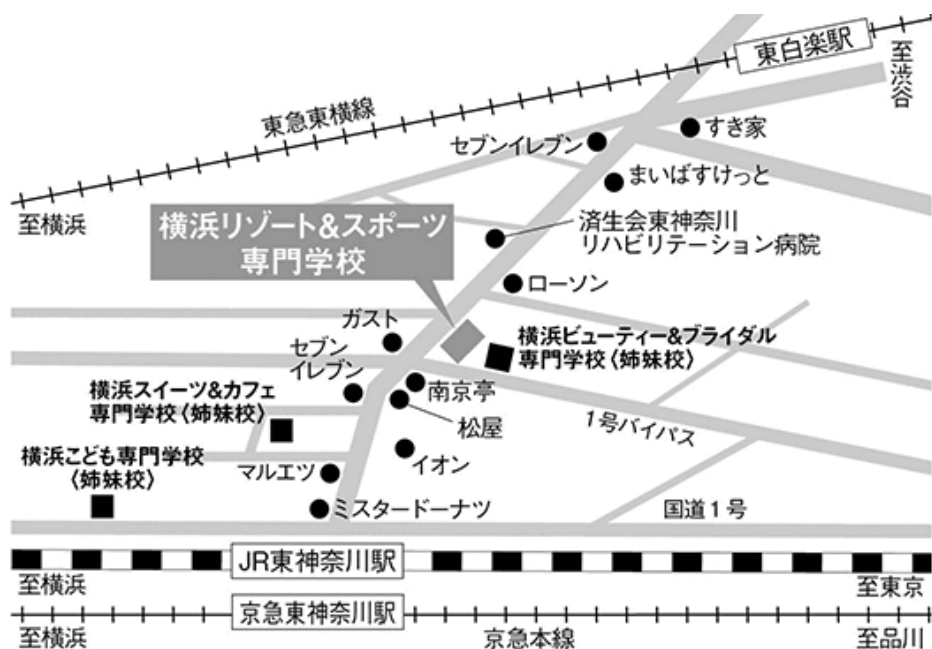 東白楽駅
至渋谷
東急東横線
すき家
セブンイレブン
まいばすけっと
至横浜
横浜リゾート&スポーツ
専門学校
済生会東神奈川
リハビリテーション病院
ローソン
ガスト
横浜ビューティー&ブライダル
専門学校〈姉妹校〉
セブン
イレブン
横浜スイーツ&カフェ
専門学校〈姉妹校〉
南京亭
松屋
1号バイパス
横浜こども専門学校
〈姉妹校〉
マルエツ
イオン
ミスタードーナツ
国道1号
JR東神奈川駅
至横浜
至東京
京急東神奈川駅
至横浜
京急本線
至品川